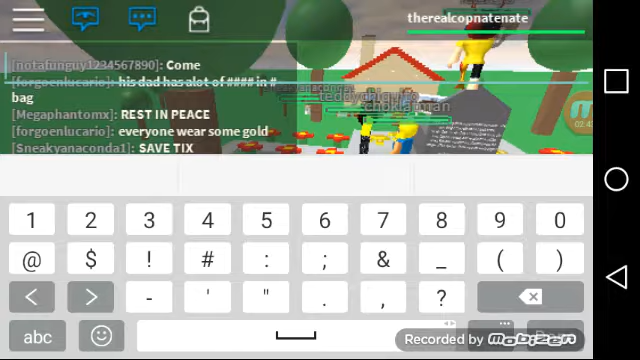 therealcopnatenate
[notafunguy1234567890]: Come
[forgoenlucario]: his dad has alot of #### in #
bag
[Megaphantomx]: REST IN PEACE
[forgoenlucario]: everyone wear some gold
[Sneakyanaconda1]: SAVE TIX
1 2 3 4 5 6 7 8 9 0
@ $ ! # : ; & _ ( )
< > - ' " . , ?
abc
Recorded by mobizen